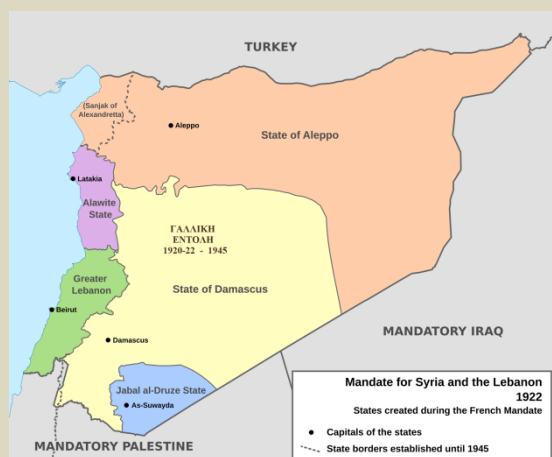 TURKEY
(Sanjak of
Alexandretta)
Aleppo
State of Aleppo
Latakia
Alawite
State
ΓΑΛΛΙΚΗ
ΕΝΤΟΛΗ
1920-22 - 1945
Greater
Lebanon
State of Damascus
Beirut
MANDATORY IRAQ
Damascus
Jabal al-Druze State
As-Suwayda
MANDATORY PALESTINE
Mandate for Syria and the Lebanon
1922
States created during the French Mandate
Capitals of the states
State borders established until 1945